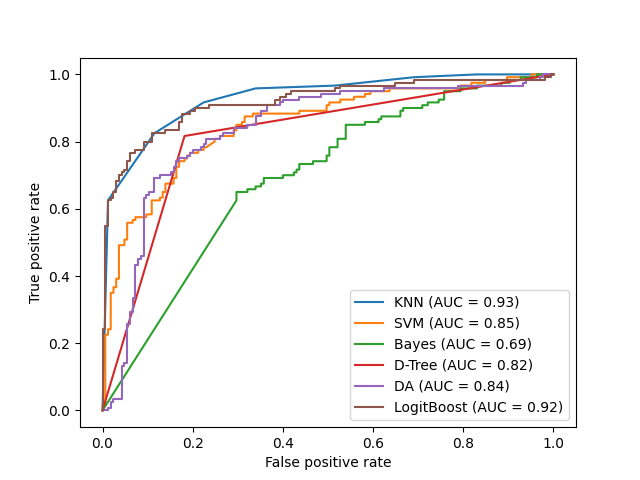 1.0
0.8
0.6
0.4
0.2
0.0
True positive rate
0.0 0.2 0.4 0.6 0.8 1.0
False positive rate
KNN (AUC = 0.93)
SVM (AUC = 0.85)
Bayes (AUC = 0.69)
D-Tree (AUC = 0.82)
DA (AUC = 0.84)
LogitBoost (AUC = 0.92)